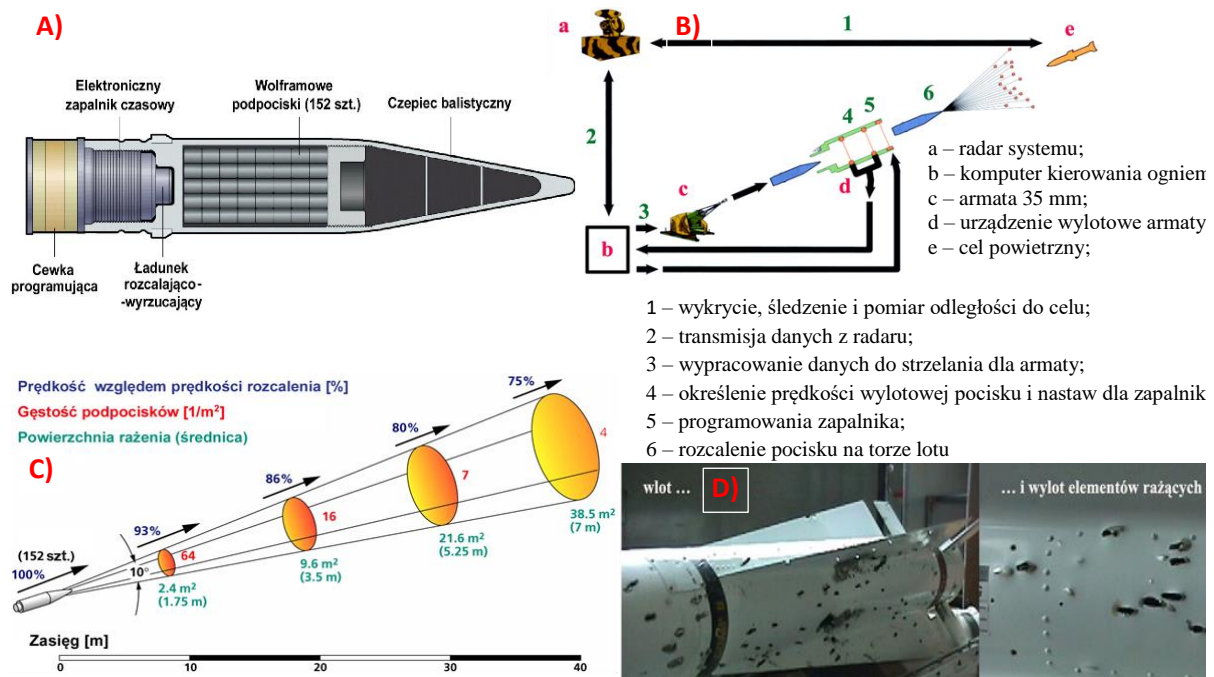 A)
Elektroniczny
zapalnik czasowy
Wolframowe
podpociski (152 szt.)
Czepiec balistyczny
Cewka
programująca
Ładunek
rozcalająco-
-wyrzucający
B)
a
1
e
2
6
5
4
d
c
3
b
a – radar systemu;
b – komputer kierowania ogniem
c – armata 35 mm;
d – urządzenie wylotowe armaty
e – cel powietrzny;
1 – wykrycie, śledzenie i pomiar odległości do celu;
2 – transmisja danych z radaru;
3 – wypracowanie danych do strzelania dla armaty;
4 – określenie prędkości wylotowej pocisku i nastaw dla zapalnik
5 – programowania zapalnika;
6 – rozcalenie pocisku na torze lotu
Prędkość względem prędkości rozcalenia [%]
Gęstość podpocisków [1/m²]
Powierzchnia rażenia (średnica)
C)
(152 szt.)
100%
10°
93%
64
2.4 m²
(1.75 m)
86%
16
9.6 m²
(3.5 m)
80%
7
21.6 m²
(5.25 m)
75%
4
38.5 m²
(7 m)
Zasięg [m]
0
10
20
30
40
wlot ...
D)
... i wylot elementów rażących